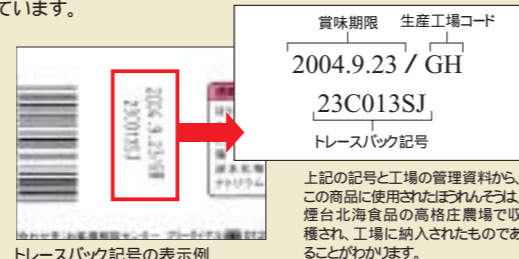 ています。
賞味期限 生産工場コード
2004.9.23 / GH
23C013SJ
トレースバック記号
2004.9.23/GH
23C013SJ
トレースバック記号の表示例
上記の記号と工場の管理資料から、
この商品に使用されたほうれんそうは、
煙台北海食品の高格庄農場で収
穫され、工場に納入されたものであ
ることがわかります。